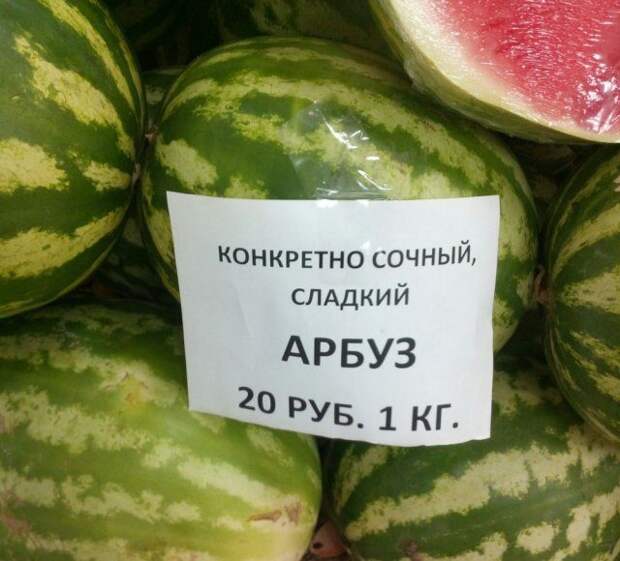 КОНКРЕТНО СОЧНЫЙ,
СЛАДКИЙ
АРБУЗ
20 РУБ. 1 КГ.